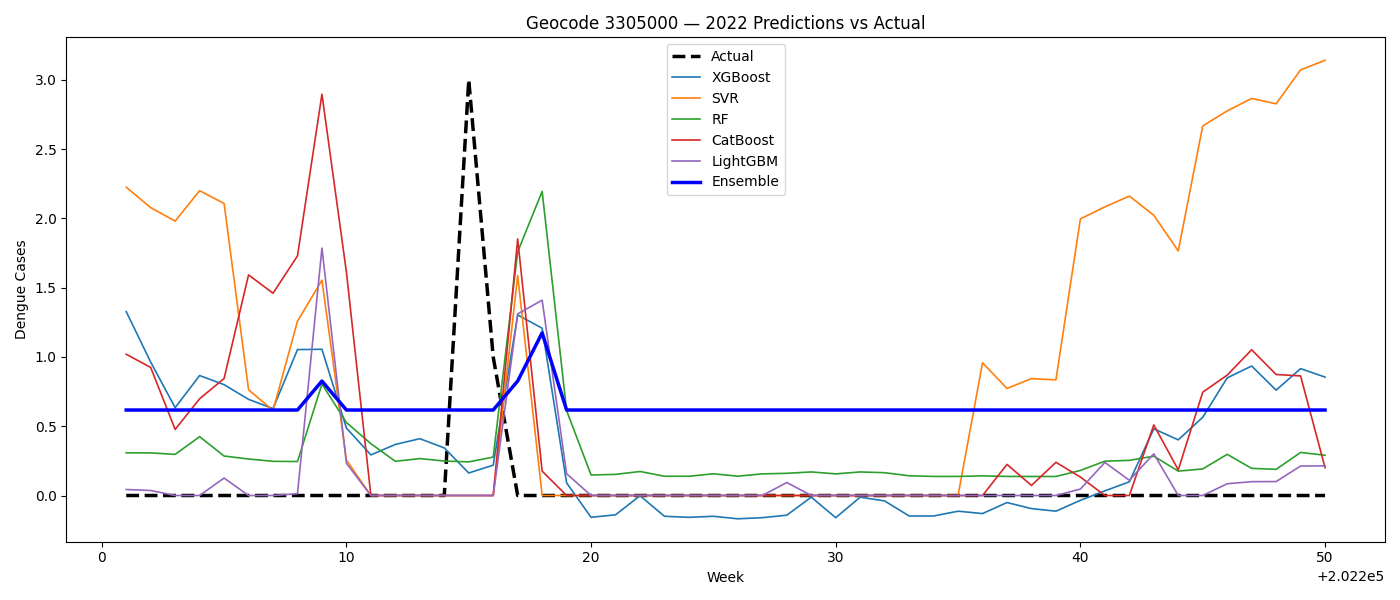 Geocode 3305000 — 2022 Predictions vs Actual
Dengue Cases
3.0
2.5
2.0
1.5
1.0
0.5
0.0
Actual
XGBoost
SVR
RF
CatBoost
LightGBM
Ensemble
0 10 20 30 40 50
+2.022e5
Week